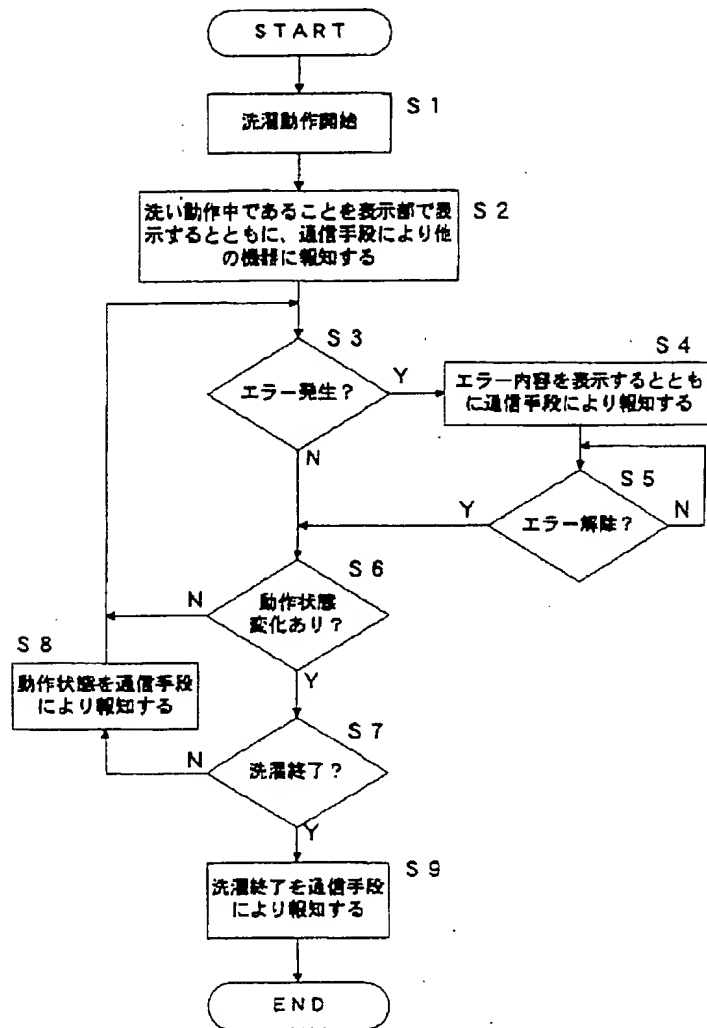 START
S1
洗濯動作開始
S2
洗い動作中であることを表示部で表
示するとともに、通信手段により他
の機器に報知する
S3
エラー発生?
Y
N
S4
エラー内容を表示するととも
に通信手段により報知する
S5
エラー解除?
Y
N
S6
動作状態
変化あり?
N
Y
S8
動作状態を通信手段
により報知する
S7
洗濯終了?
N
Y
S9
洗濯終了を通信手段
により報知する
END